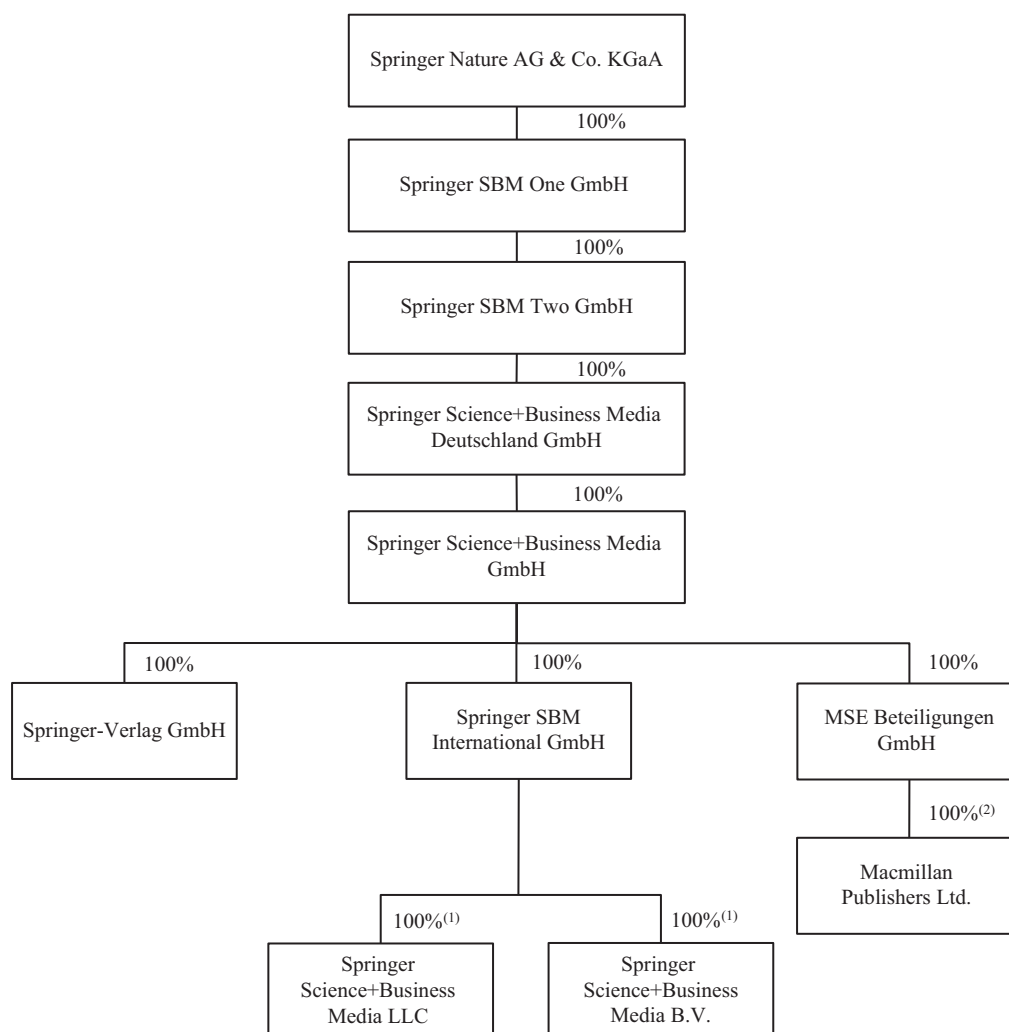 Springer Nature AG & Co. KGaA
100%
Springer SBM One GmbH
100%
Springer SBM Two GmbH
100%
Springer Science+Business Media
Deutschland GmbH
100%
Springer Science+Business Media
GmbH
100%
100%
100%
Springer-Verlag GmbH
Springer SBM
International GmbH
MSE Beteiligungen
GmbH
100%(2)
Macmillan
Publishers Ltd.
100%(1)
100%(1)
Springer
Science+Business
Media LLC
Springer
Science+Business
Media B.V.